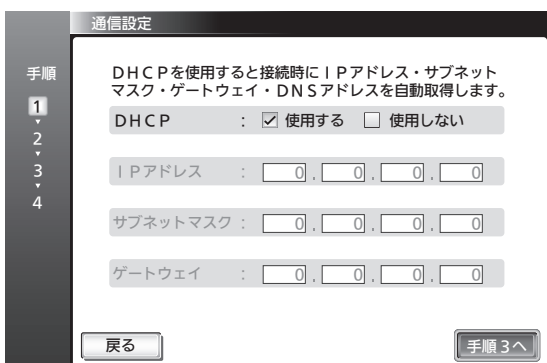 通信設定
手順
1
2
3
4
DHCPを使用すると接続時にIPアドレス・サブネット
マスク・ゲートウェイ・DNSアドレスを自動取得します。
DHCP : 使用する 使用しない
IPアドレス : 0 . 0 . 0 . 0
サブネットマスク : 0 . 0 . 0 . 0
ゲートウェイ : 0 . 0 . 0 . 0
戻る
手順3へ